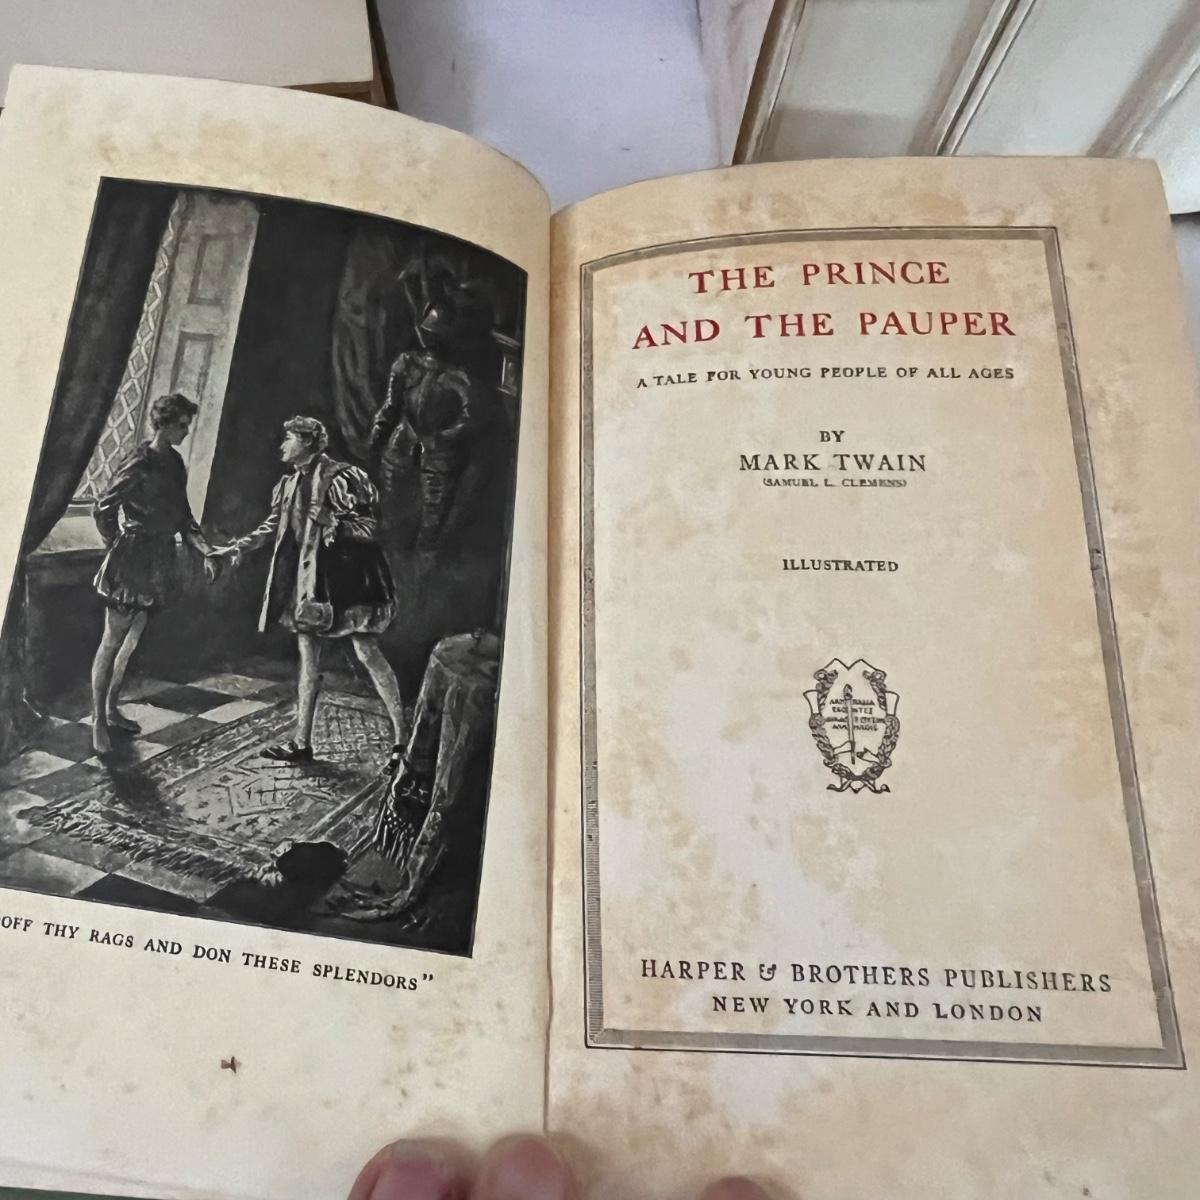 OFF THY RAGS AND DON THESE SPLENDORS”
THE PRINCE
AND THE PAUPER
A TALE FOR YOUNG PEOPLE OF ALL AGES
BY
MARK TWAIN
(SAMUEL L. CLEMENS)
ILLUSTRATED
HARPER & BROTHERS PUBLISHERS
NEW YORK AND LONDON